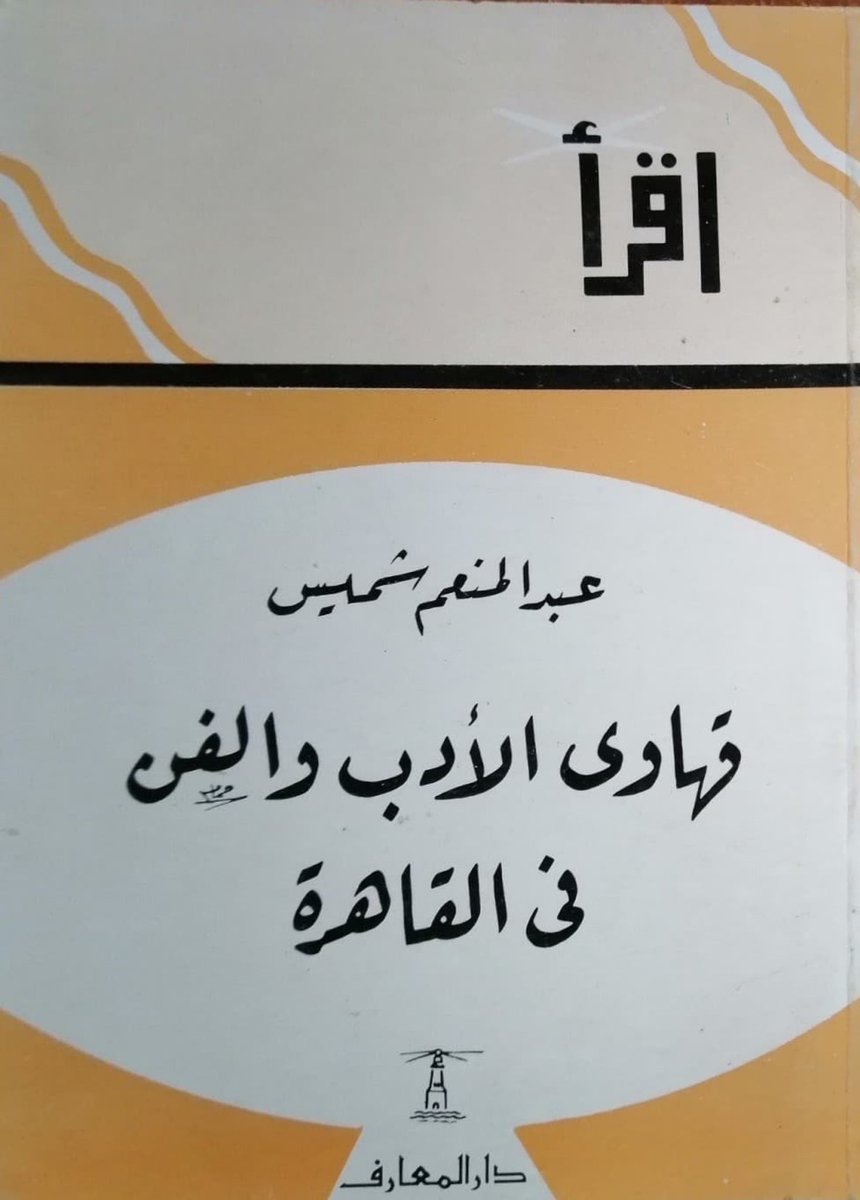 اقرأ
عبد المنعم شميس
قهاوى الأدب والفن
فى القاهرة
دار المعارف